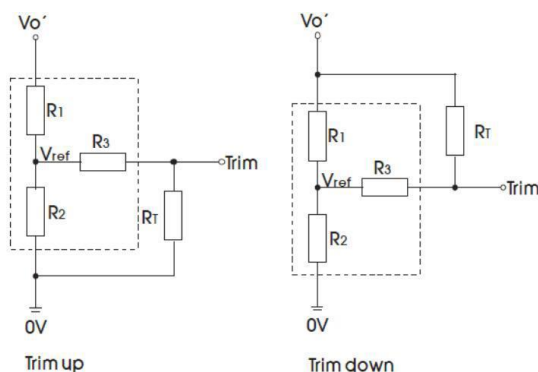 Vo´
R1
R3
Vref
Trim
R2
RT
0V
Trim up
Vo´
R1
RT
R3
Vref
Trim
R2
0V
Trim down